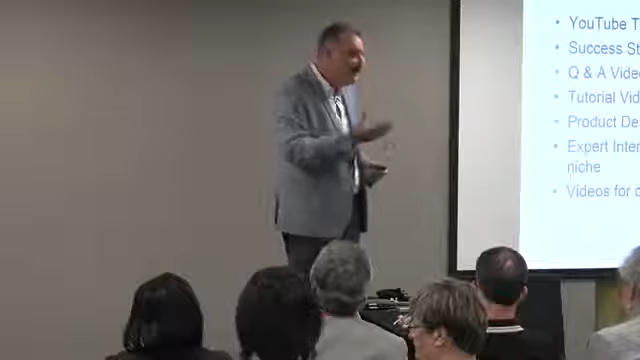 • YouTube T
• Success St
• Q & A Vide
• Tutorial Vid
• Product De
• Expert Inter
niche
• Videos for